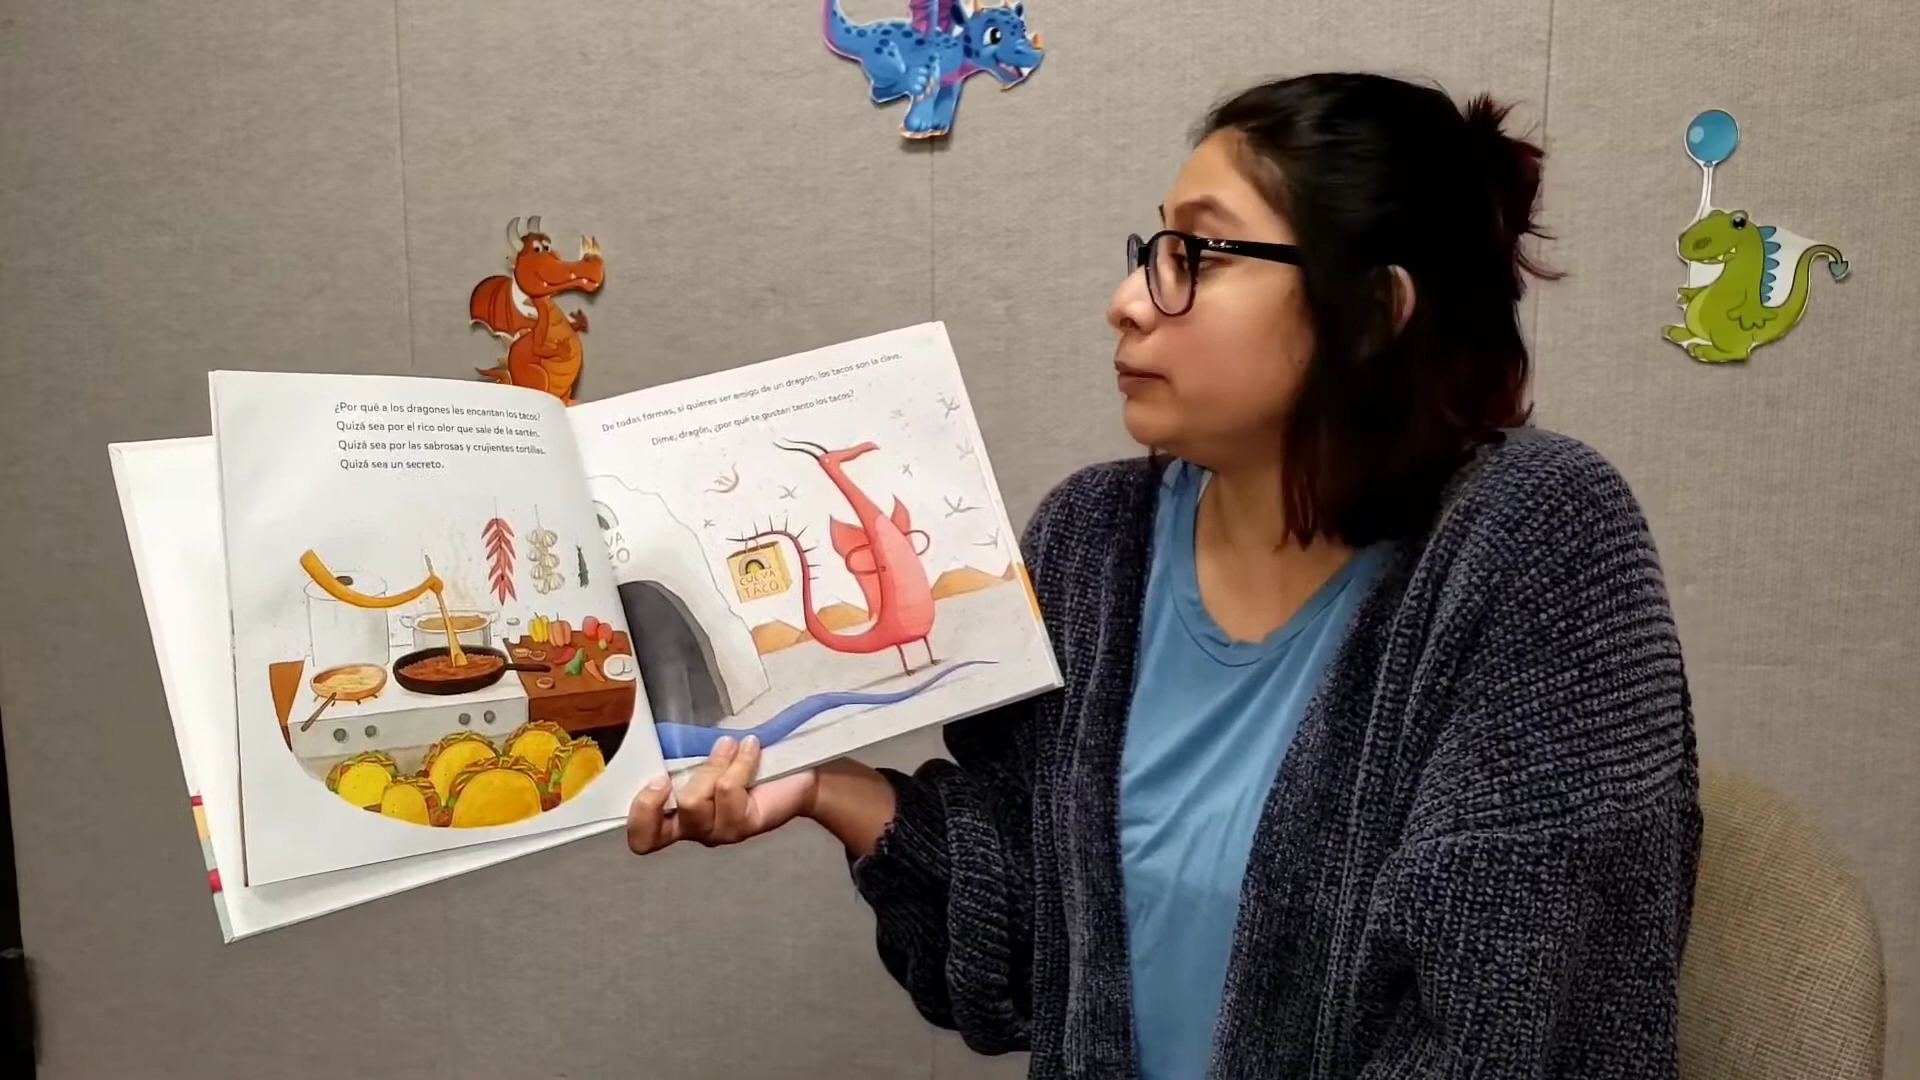 ¿Por qué a los dragones les encantan los tacos?
Quizá sea por el rico olor que sale de la sartén.
Quizá sea por las sabrosas y crujientes tortillas.
Quizá sea un secreto.
De todas formas, si quieres ser amigo de un dragón, los tacos son la clave.
Dime, dragón, ¿por qué te gustan tanto los tacos?
CUEVA
TACO